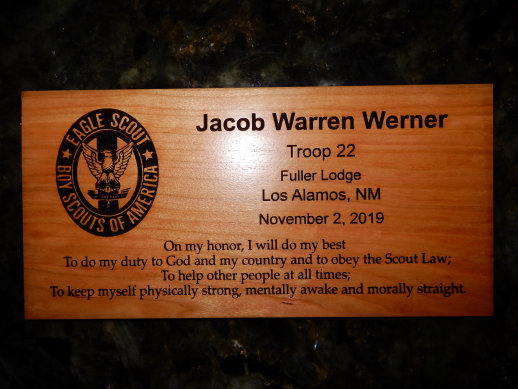 EAGLE SCOUT
BOY SCOUTS OF AMERICA
Jacob Warren Werner
Troop 22
Fuller Lodge
Los Alamos, NM
November 2, 2019
On my honor, I will do my best
To do my duty to God and my country and to obey the Scout Law;
To help other people at all times;
To keep myself physically strong, mentally awake and morally straight.